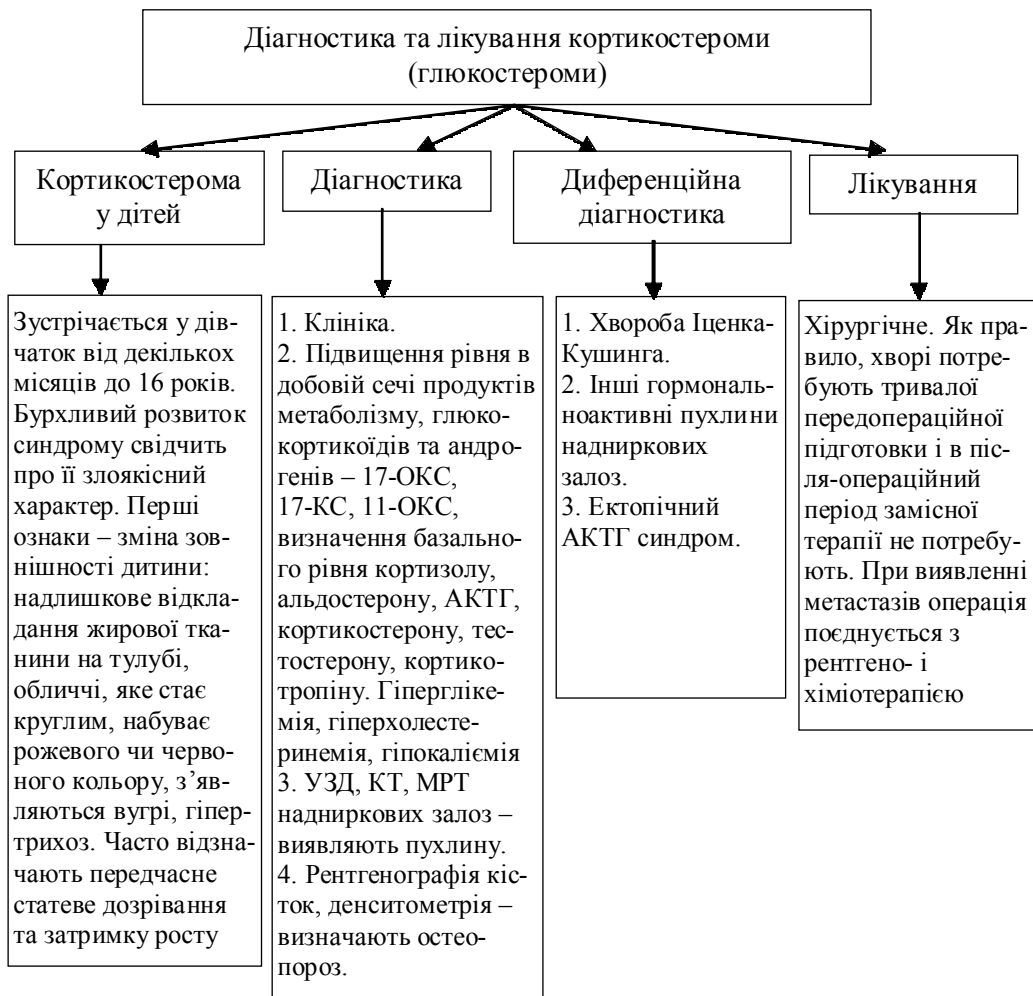 Діагностика та лікування кортикостероми
(глюкостероми)
Кортикостерома
у дітей
Діагностика
Диференційна
діагностика
Лікування
Зустрічається у дів-
чаток від декількох
місяців до 16 років.
Бурхливий розвиток
синдрому свідчить
про її злоякісний
характер. Перші
ознаки – зміна зов-
нішності дитини:
надлишкове відкла-
дання жирової тка-
нини на тулубі,
обличчі, яке стає
круглим, набуває
рожевого чи черво-
ного кольору, з’яв-
ляються вугрі, гіпер-
трихоз. Часто відзна-
чають передчасне
статеве дозрівання
та затримку росту
1. Клініка.
2. Підвищення рівня в
добовій сечі продуктів
метаболізму, глюко-
кортикоїдів та андро-
генів – 17-ОКС,
17-КС, 11-ОКС,
визначення базального
рівня кортизолу,
альдостерону, АКТГ,
кортикостерону, тес-
тостерону, кортико-
тропіну. Гіперглікe-
мія, гіперхолесте-
ринемія, гіпокаліємія
3. УЗД, КТ, МРТ
надниркових залоз –
виявляють пухлину.
4. Рентгенографія кіс-
ток, денситометрія –
визначають остео-
пороз.
1. Хвороба Іценка-
Кушинга.
2. Інші гормональ-
ноактивні пухлини
надниркових
залоз.
3. Ектопічний
АКТГ синдром.
Хірургічне. Як пра-
вило, хворі потре-
бують тривалої
передопераційної
підготовки і в піс-
ля-операційний
період замісної
терапії не потребу-
ють. При виявленні
метастазів операція
поєднується з
рентгено- і
хіміотерапією